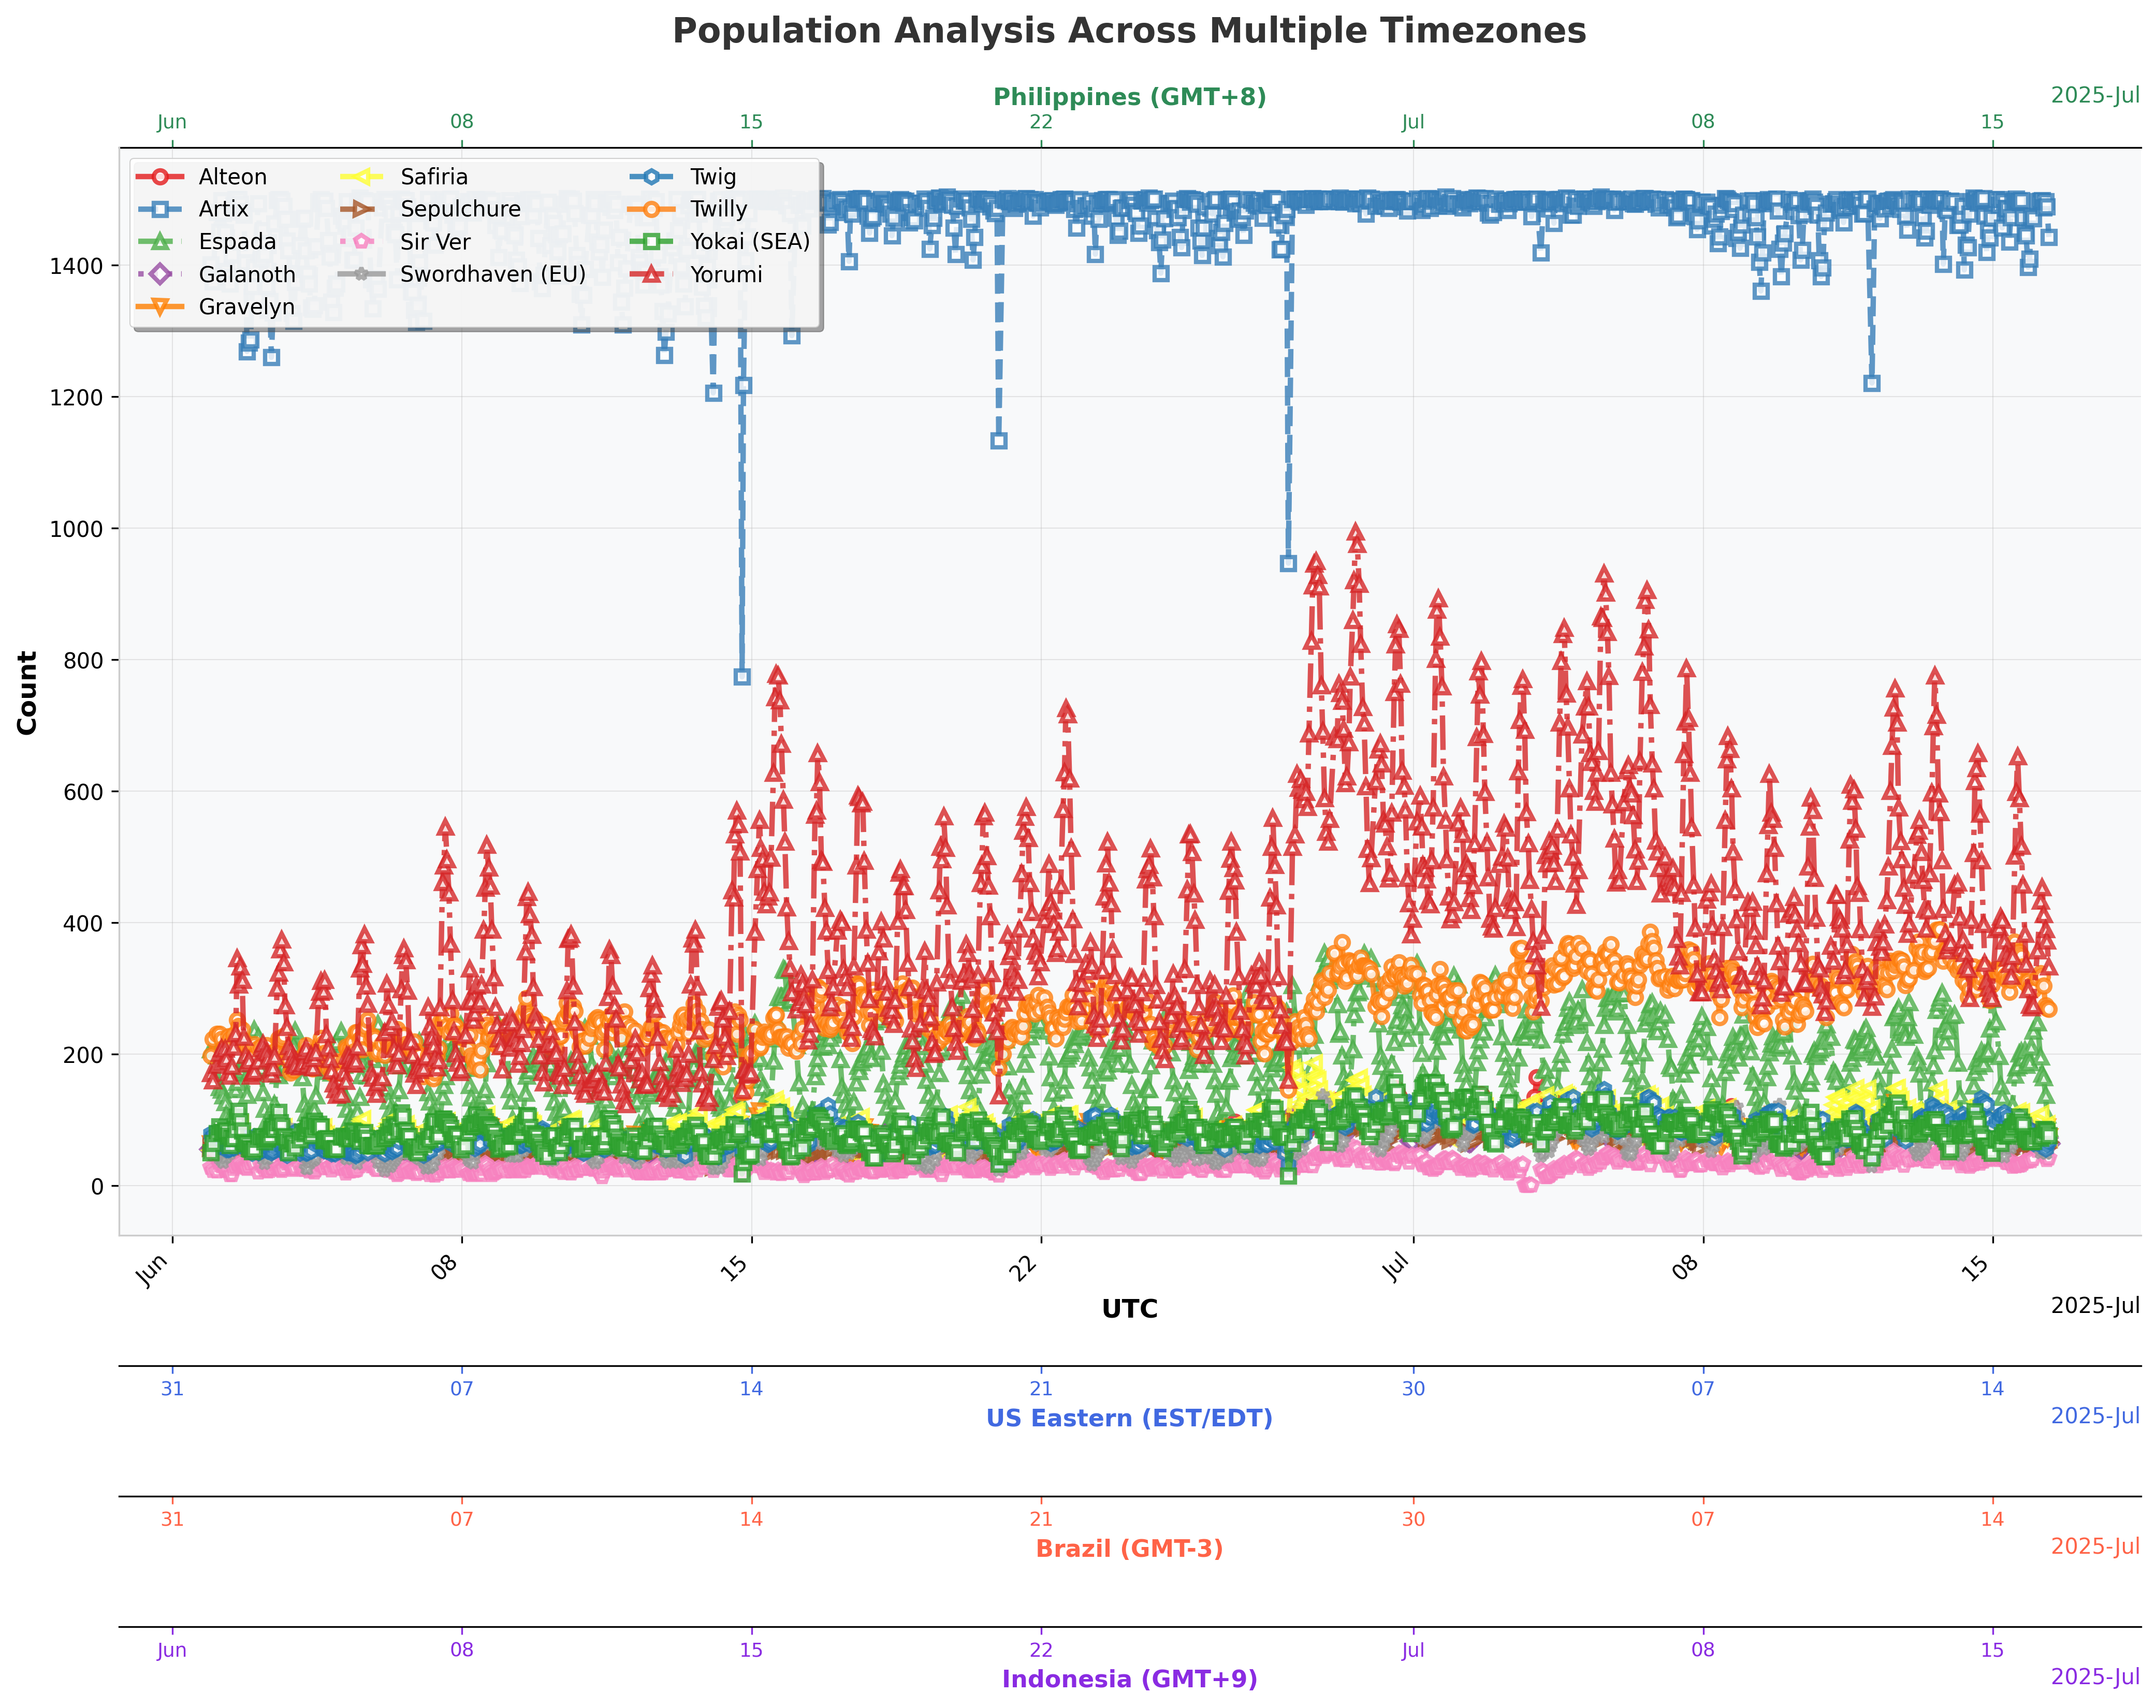 Population Analysis Across Multiple Timezones
Philippines (GMT+8)
2025-Jul
Jun 08 15 22 Jul 08 15
Alteon Safiria Twig
Artix Sepulchure Twilly
Espada Sir Ver Yokai (SEA)
Galanoth Swordhaven (EU) Yorumi
Gravelyn
Count
1400
1200
1000
800
600
400
200
0
Jun 08 15 22 Jul 08 15
UTC
2025-Jul
31 07 14 21 30 07 14
US Eastern (EST/EDT)
2025-Jul
31 07 14 21 30 07 14
Brazil (GMT-3)
2025-Jul
Jun 08 15 22 Jul 08 15
Indonesia (GMT+9)
2025-Jul